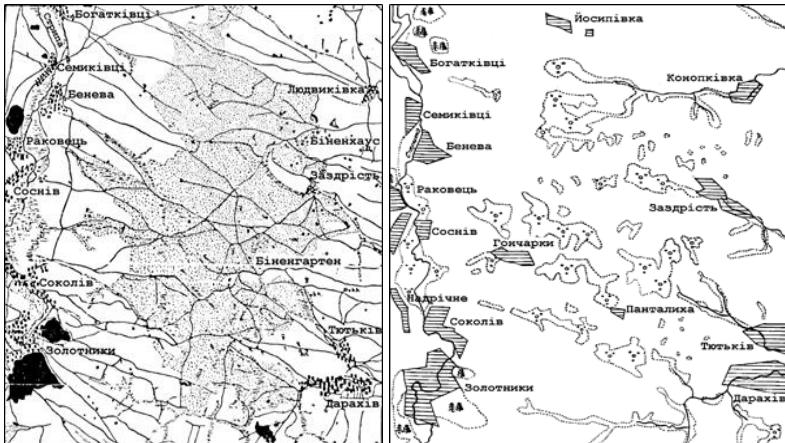 Богатківці
Стрипа
Семиківці
Бенева
Людвиківка
Раковець
Біненхаус
Заздрість
Соснів
Біненгартен
Соколів
Тютьків
Золотники
Дарахів
Йосипівка
Богатківці
Конопківка
Семиківці
Бенева
Раковець
Заздрість
Соснів
Гончарки
Надрічне
Панталиха
Соколів
Тютьків
Золотники
Дарахів